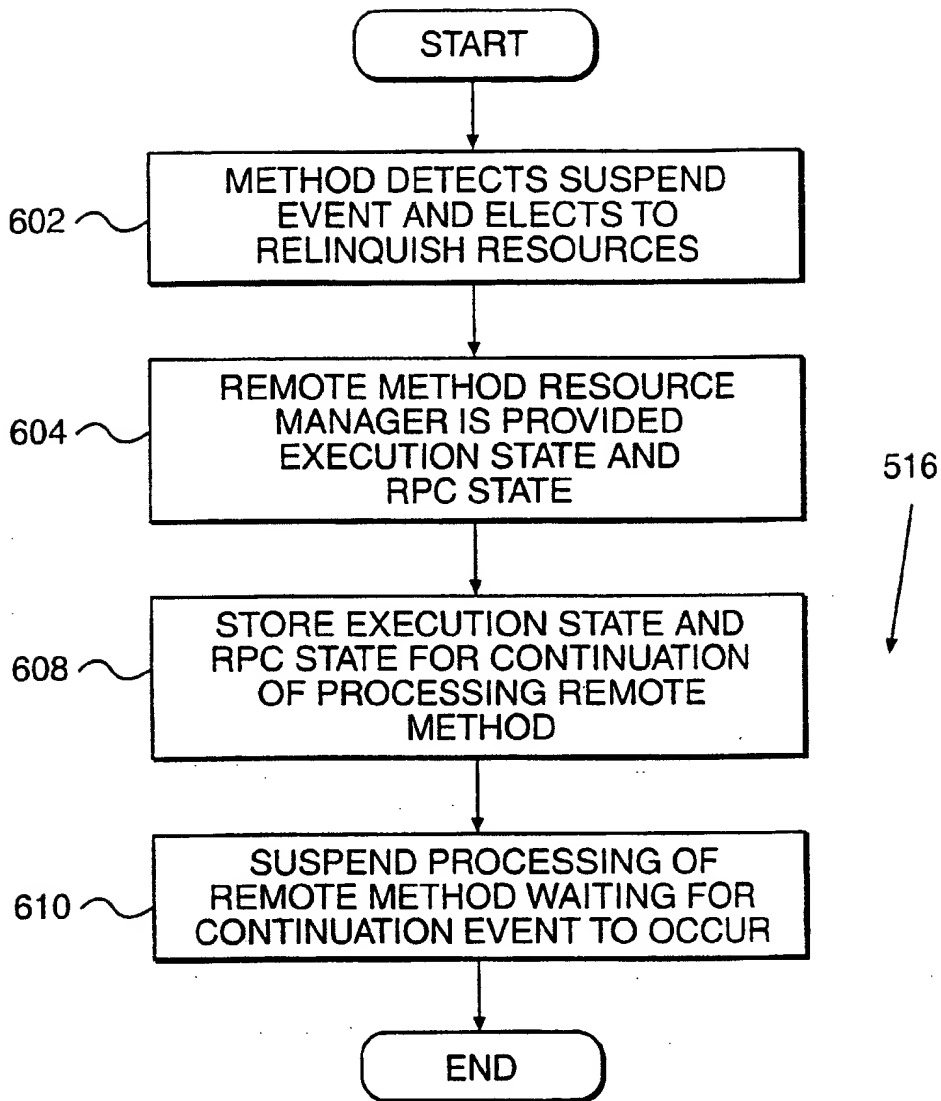 START
602
METHOD DETECTS SUSPEND
EVENT AND ELECTS TO
RELINQUISH RESOURCES
604
REMOTE METHOD RESOURCE
MANAGER IS PROVIDED
EXECUTION STATE AND
RPC STATE
516
608
STORE EXECUTION STATE AND
RPC STATE FOR CONTINUATION
OF PROCESSING REMOTE
METHOD
610
SUSPEND PROCESSING OF
REMOTE METHOD WAITING FOR
CONTINUATION EVENT TO OCCUR
END